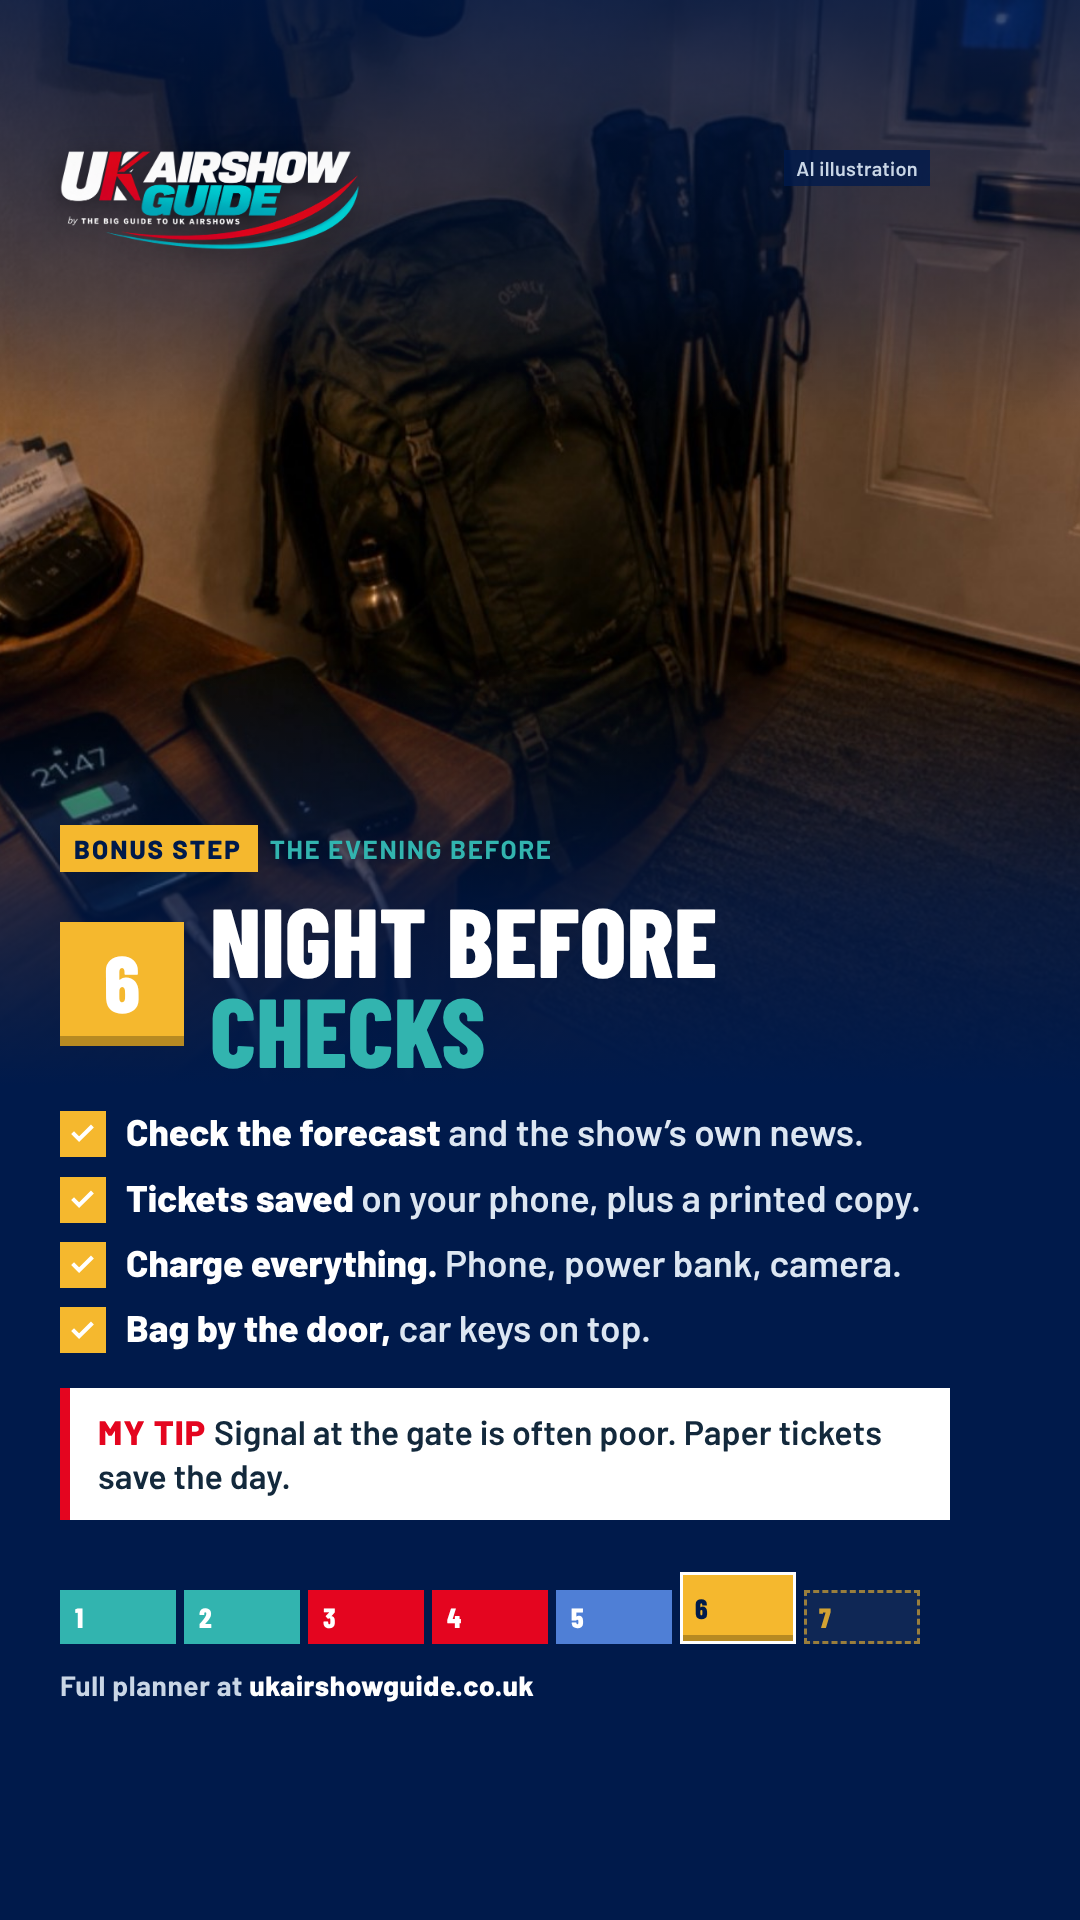 UK AIRSHOW
GUIDE
by THE BIG GUIDE TO UK AIRSHOWS
AI illustration
OSPREY
21:47
Charged
BONUS STEP THE EVENING BEFORE
6
NIGHT BEFORE
CHECKS
Check the forecast and the show’s own news.
Tickets saved on your phone, plus a printed copy.
Charge everything. Phone, power bank, camera.
Bag by the door, car keys on top.
MY TIP Signal at the gate is often poor. Paper tickets
save the day.
1 2 3 4 5 6 7
Full planner at ukairshowguide.co.uk